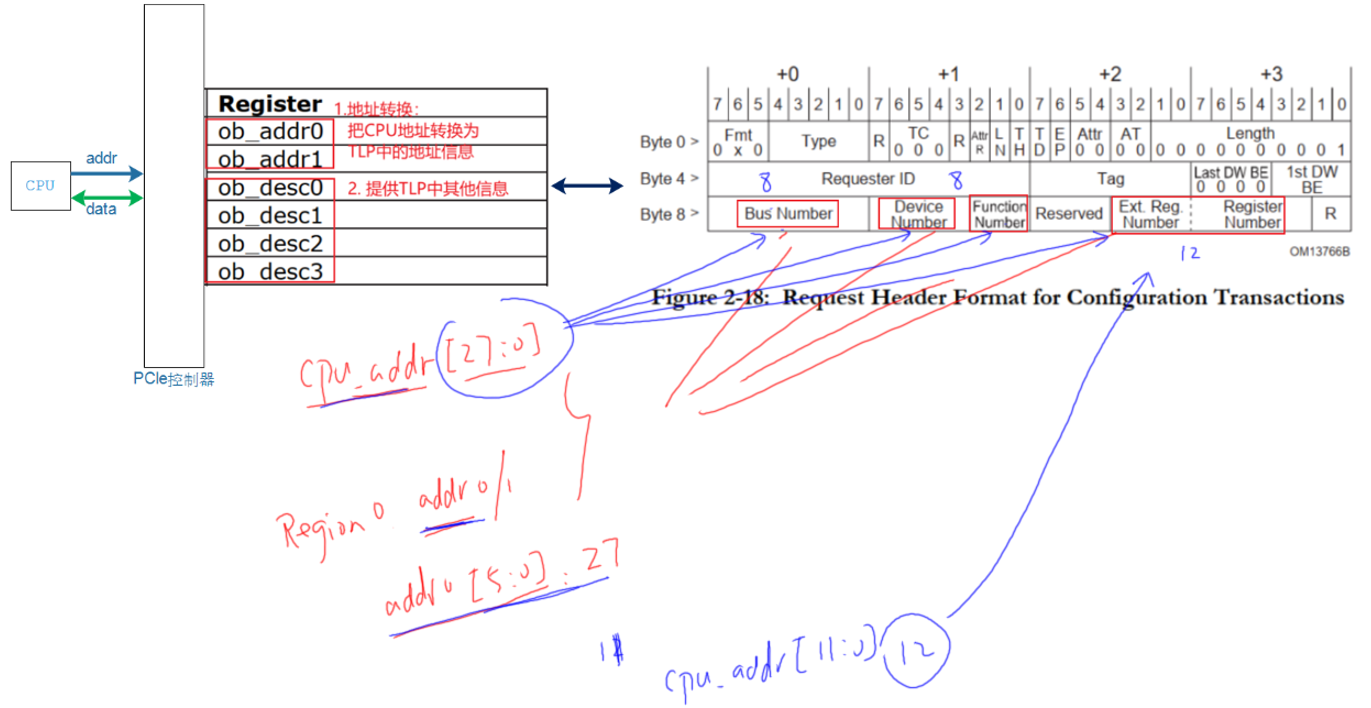 CPU
addr
data
PCIe控制器
Register
1.地址转换:
ob_addr0
把CPU地址转换为
ob_addr1
TLP中的地址信息
ob_desc0
2. 提供TLP中其他信息
ob_desc1
ob_desc2
ob_desc3
+0 +1 +2 +3
7 6 5 4 3 2 1 0 7 6 5 4 3 2 1 0 7 6 5 4 3 2 1 0 7 6 5 4 3 2 1 0
Byte 0 > Fmt 0 x 0 Type R TC 0 0 0 R Attr R LN TH TD EP Attr 0 0 AT 0 0 Length 0 0 0 0 0 0 0 0 0 1
Byte 4 > 8 Requester ID 8 Tag Last DW BE 0 0 0 0 1st DW BE
Byte 8 > Bus Number Device Number Function Number Reserved Ext. Reg. Number Register Number R
12
OM13766B
Figure 2-18: Request Header Format for Configuration Transactions
cpu_addr[27:0]
Region0 addr0/1
addr0[5:0]: 27
cpu_addr[11:0] 12